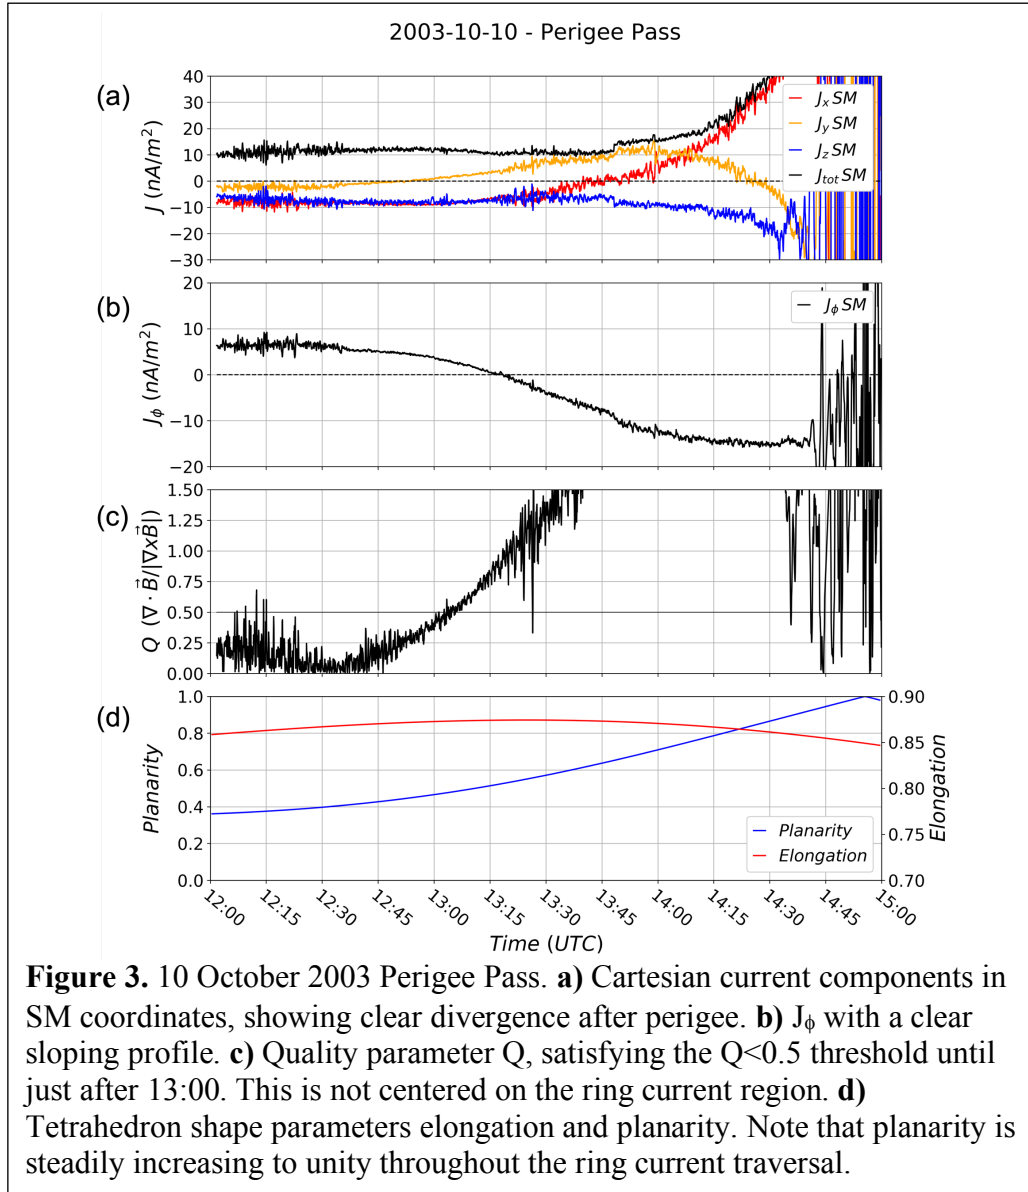 2003-10-10 - Perigee Pass
(a)
J (nA/m²)
40
30
20
10
0
−10
−20
−30
Jₓ SM
J_y SM
J_z SM
J_tot SM
(b)
J_ϕ (nA/m²)
20
10
0
−10
−20
J_ϕ SM
(c)
Q (∇ · B⃗/|∇xB⃗|)
1.50
1.25
1.00
0.75
0.50
0.25
0.00
(d)
Planarity
1.0
0.8
0.6
0.4
0.2
0.0
Planarity
Elongation
0.90
0.85
0.80
0.75
0.70
Elongation
12:00 12:15 12:30 12:45 13:00 13:15 13:30 13:45 14:00 14:15 14:30 14:45 15:00
Time (UTC)
Figure 3. 10 October 2003 Perigee Pass. a) Cartesian current components in
SM coordinates, showing clear divergence after perigee. b) J_ϕ with a clear
sloping profile. c) Quality parameter Q, satisfying the Q<0.5 threshold until
just after 13:00. This is not centered on the ring current region. d)
Tetrahedron shape parameters elongation and planarity. Note that planarity is
steadily increasing to unity throughout the ring current traversal.